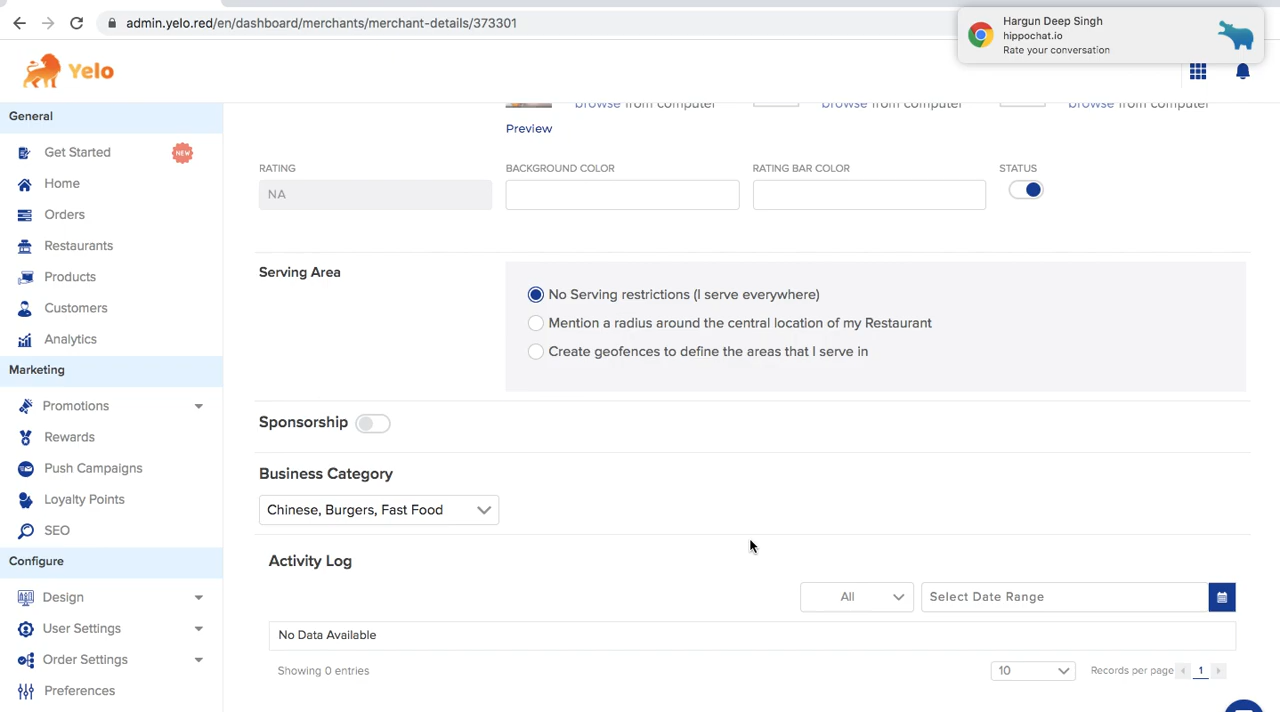 admin.yelo.red/en/dashboard/merchants/merchant-details/373301
Hargun Deep Singh
hippochat.io
Rate your conversation
Yelo
General
Get Started
NEW
Home
Orders
Restaurants
Products
Customers
Analytics
Marketing
Promotions
Rewards
Push Campaigns
Loyalty Points
SEO
Configure
Design
User Settings
Order Settings
Preferences
browse from computer browse from computer browse from computer
Preview
RATING BACKGROUND COLOR RATING BAR COLOR STATUS
NA
Serving Area
No Serving restrictions (I serve everywhere)
Mention a radius around the central location of my Restaurant
Create geofences to define the areas that I serve in
Sponsorship
Business Category
Chinese, Burgers, Fast Food
Activity Log
All Select Date Range
No Data Available
Showing 0 entries 10 Records per page 1